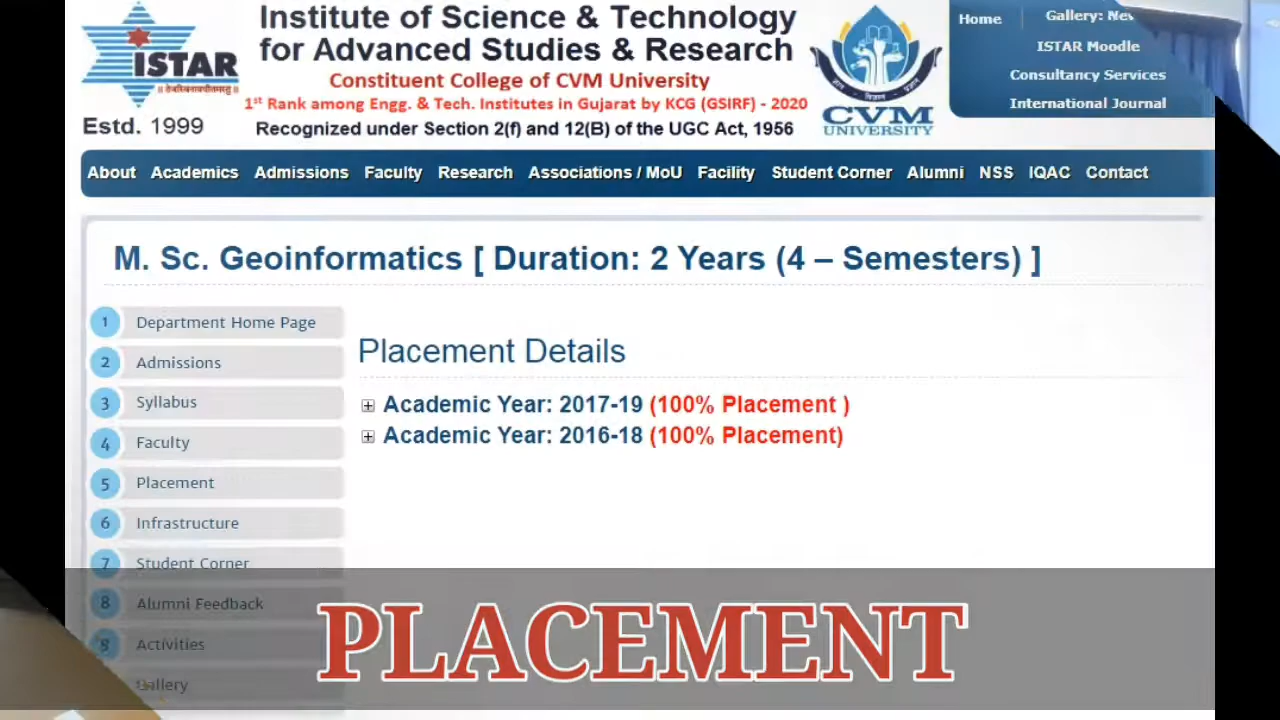 Institute of Science & Technology
for Advanced Studies & Research
Constituent College of CVM University
1st Rank among Engg. & Tech. Institutes in Gujarat by KCG (GSIRF) - 2020
Recognized under Section 2(f) and 12(B) of the UGC Act, 1956
ISTAR
Estd. 1999
CVM
UNIVERSITY
Home
Gallery:
ISTAR Moodle
Consultancy Services
International Journal
About Academics Admissions Faculty Research Associations / MoU Facility Student Corner Alumni NSS IQAC Contact
M. Sc. Geoinformatics [ Duration: 2 Years (4 – Semesters) ]
1 Department Home Page
2 Admissions
3 Syllabus
4 Faculty
5 Placement
6 Infrastructure
7 Student Corner
8 Alumni Feedback
Activities
Gallery
Placement Details
Academic Year: 2017-19 (100% Placement )
Academic Year: 2016-18 (100% Placement)
PLACEMENT